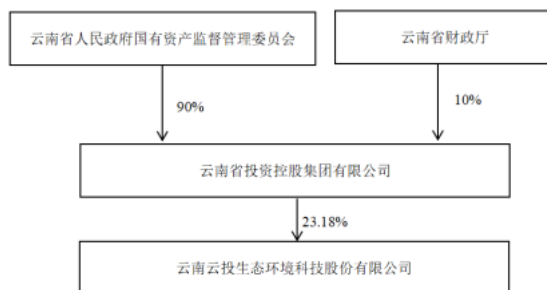 云南省人民政府国有资产监督管理委员会
云南省财政厅
90%
10%
云南省投资控股集团有限公司
23.18%
云南云投生态环境科技股份有限公司